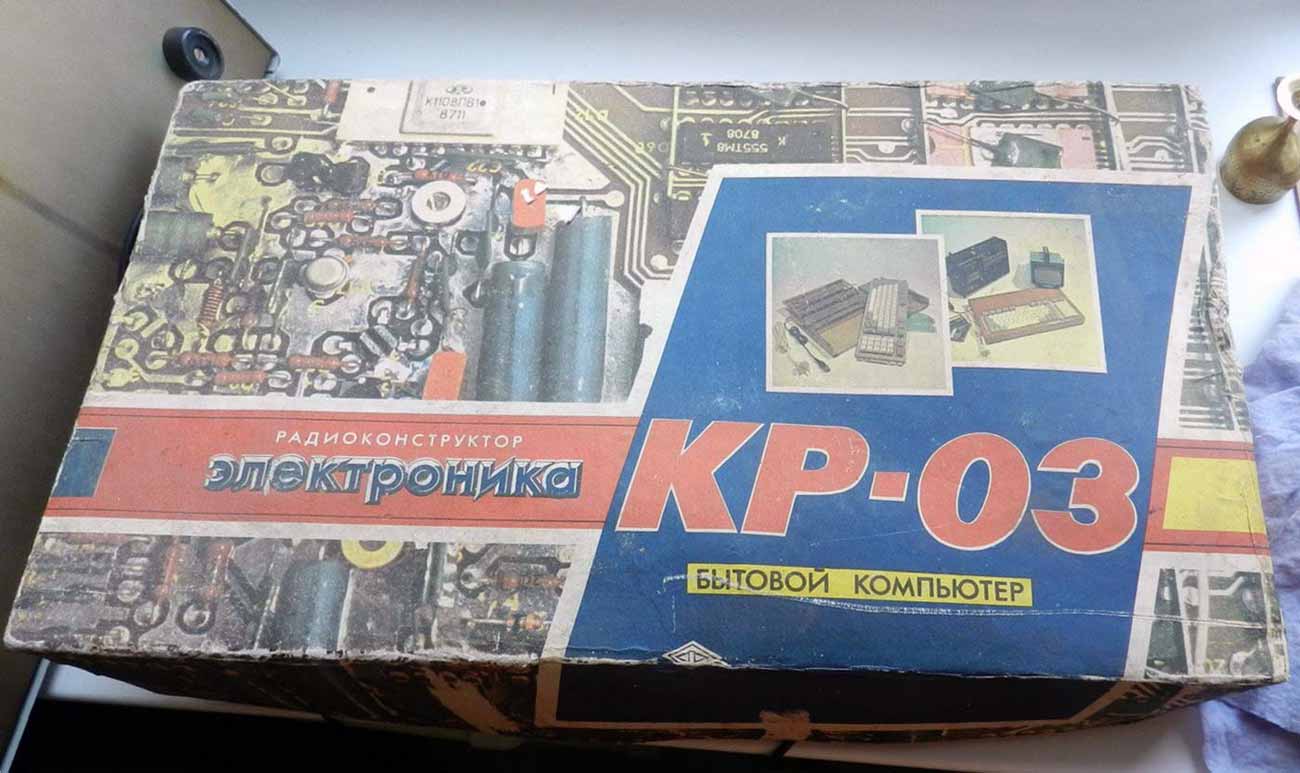 К1108ПВ1
8711
К 555ТМ8
8708
РАДИОКОНСТРУКТОР
электроника
КР-03
БЫТОВОЙ КОМПЬЮТЕР